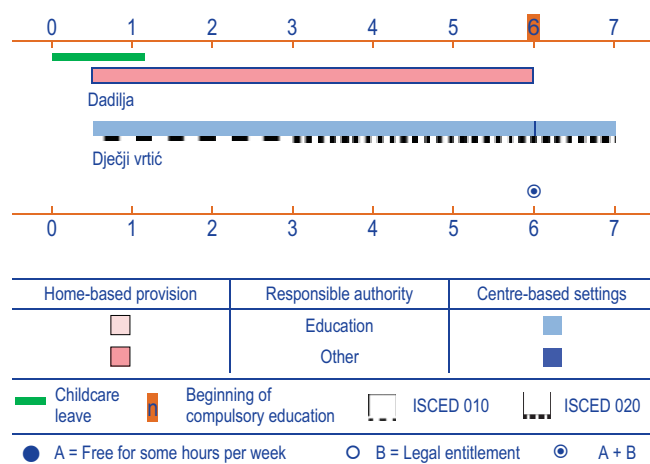 0 1 2 3 4 5 6 7
Dadilja
Dječji vrtić
0 1 2 3 4 5 6 7
Home-based provision Responsible authority Centre-based settings
Education
Other
Childcare leave
n Beginning of compulsory education
ISCED 010
ISCED 020
A = Free for some hours per week B = Legal entitlement A + B